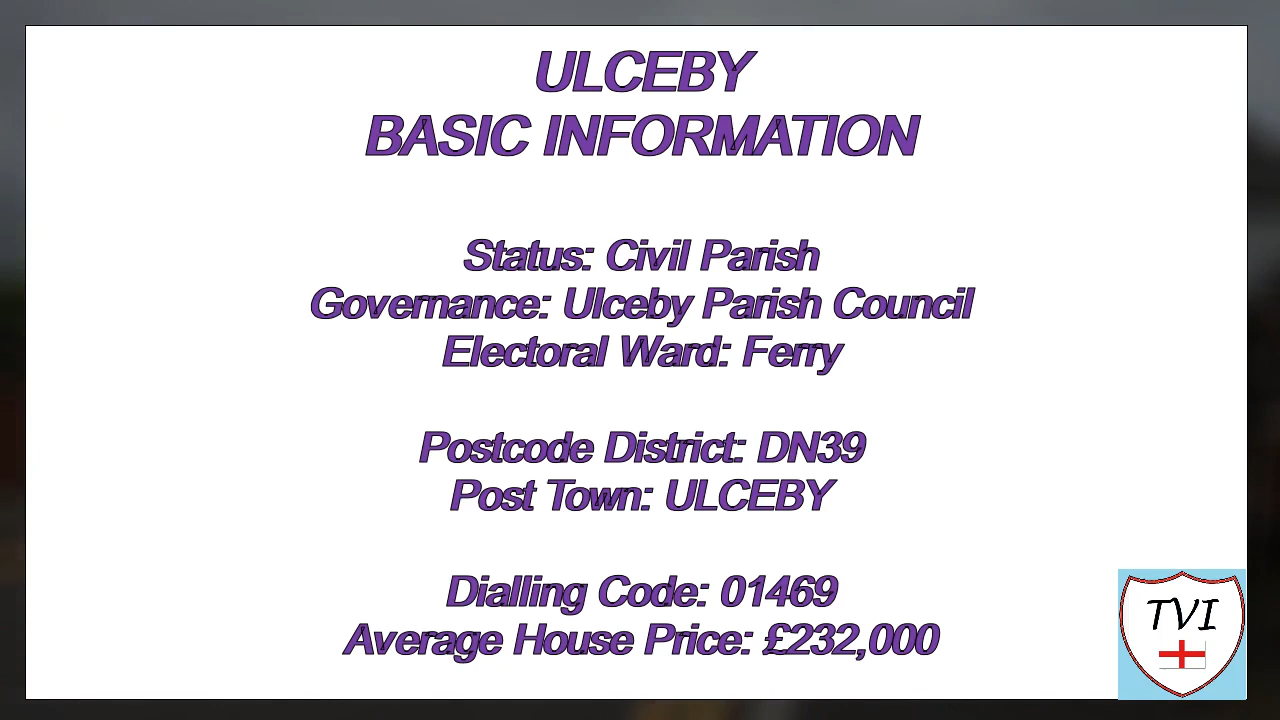 ULCEBY
BASIC INFORMATION
Status: Civil Parish
Governance: Ulceby Parish Council
Electoral Ward: Ferry
Postcode District: DN39
Post Town: ULCEBY
Dialling Code: 01469
Average House Price: £232,000
TVI